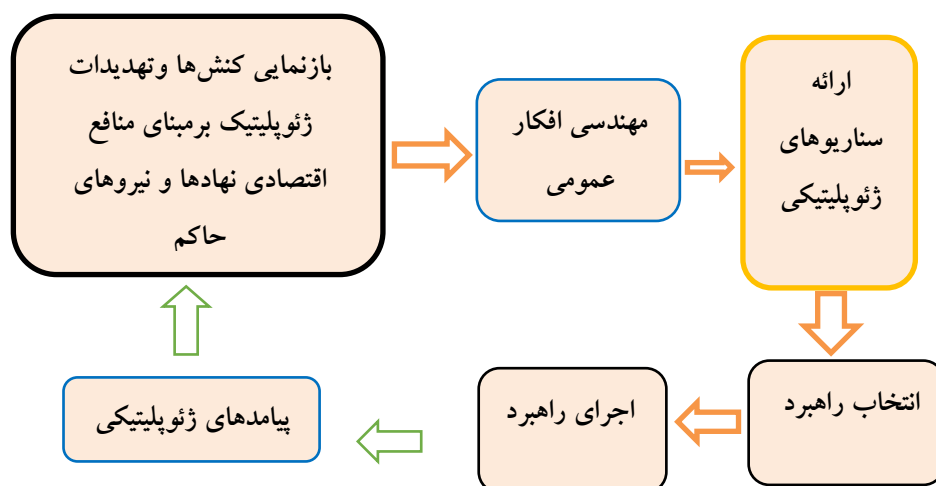 بازنمایی کنش‌ها وتهدیدات
ژئوپلیتیک برمبنای منافع
اقتصادی نهادها و نیروهای
حاکم
مهندسی افکار
عمومی
ارائه
سناریوهای
ژئوپلیتیکی
انتخاب راهبرد
اجرای راهبرد
پیامدهای ژئوپلیتیکی